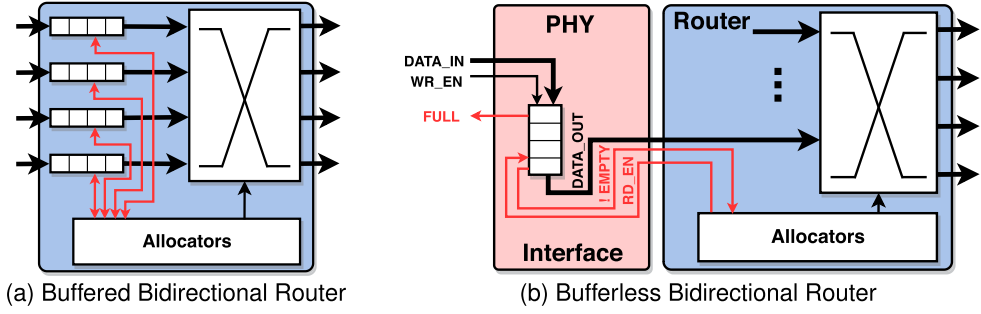 Allocators
(a) Buffered Bidirectional Router
PHY
DATA_IN
WR_EN
FULL
DATA_OUT
! EMPTY
RD_EN
Interface
Router
Allocators
(b) Bufferless Bidirectional Router